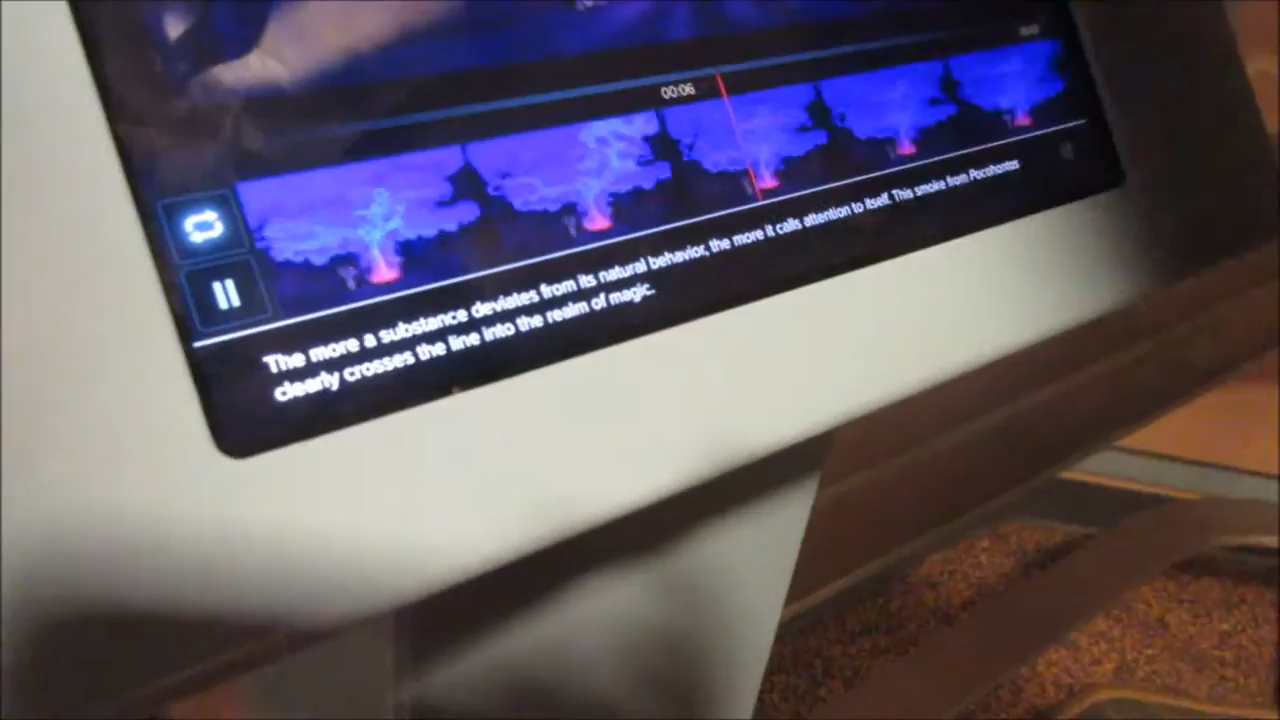 00:06
The more a substance deviates from its natural behavior, the more it calls attention to itself. This smoke from Pocahontas
clearly crosses the line into the realm of magic.